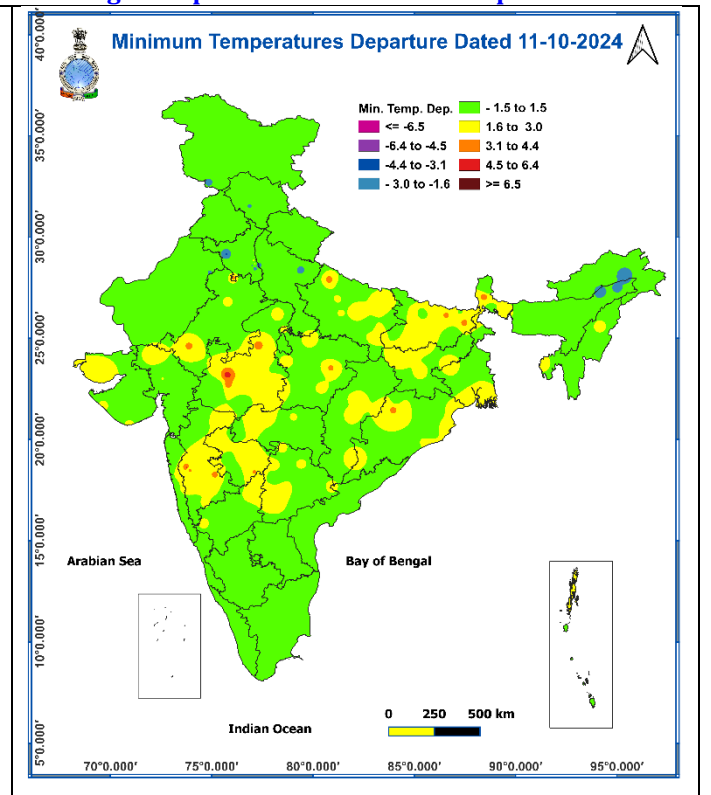 Minimum Temperatures Departure Dated 11-10-2024
Min. Temp. Dep.
<= -6.5
-6.4 to -4.5
-4.4 to -3.1
- 3.0 to -1.6
- 1.5 to 1.5
1.6 to 3.0
3.1 to 4.4
4.5 to 6.4
>= 6.5
40°0.000'
35°0.000'
30°0.000'
25°0.000'
20°0.000'
15°0.000'
10°0.000'
5°0.000'
Arabian Sea
Bay of Bengal
Indian Ocean
0 250 500 km
70°0.000' 75°0.000' 80°0.000' 85°0.000' 90°0.000' 95°0.000'